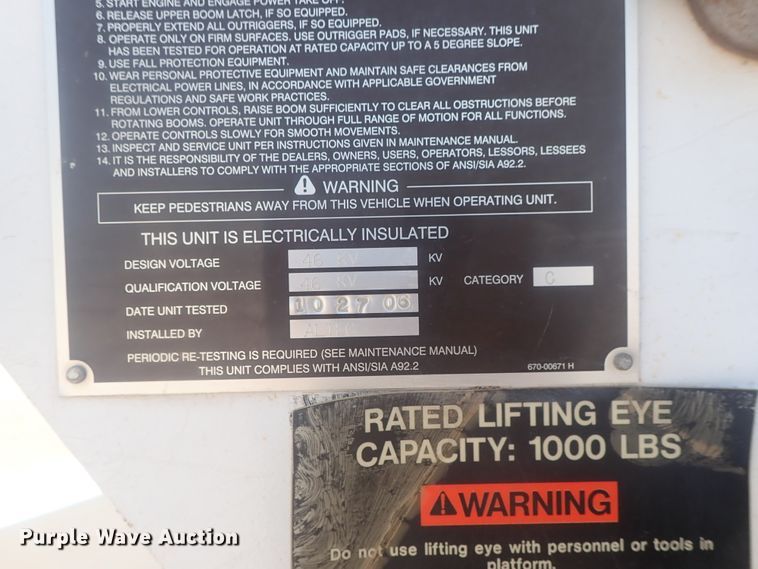 5. START ENGINE AND ENGAGE POWER TAKE OFF.
6. RELEASE UPPER BOOM LATCH, IF SO EQUIPPED.
7. PROPERLY EXTEND ALL OUTRIGGERS, IF SO EQUIPPED.
8. OPERATE ONLY ON FIRM SURFACES. USE OUTRIGGER PADS, IF NECESSARY. THIS UNIT
HAS BEEN TESTED FOR OPERATION AT RATED CAPACITY UP TO A 5 DEGREE SLOPE.
9. USE FALL PROTECTION EQUIPMENT.
10. WEAR PERSONAL PROTECTIVE EQUIPMENT AND MAINTAIN SAFE CLEARANCES FROM
ELECTRICAL POWER LINES, IN ACCORDANCE WITH APPLICABLE GOVERNMENT
REGULATIONS AND SAFE WORK PRACTICES.
11. FROM LOWER CONTROLS, RAISE BOOM SUFFICIENTLY TO CLEAR ALL OBSTRUCTIONS BEFORE
ROTATING BOOMS. OPERATE UNIT THROUGH FULL RANGE OF MOTION FOR ALL FUNCTIONS.
12. OPERATE CONTROLS SLOWLY FOR SMOOTH MOVEMENTS.
13. INSPECT AND SERVICE UNIT PER INSTRUCTIONS GIVEN IN MAINTENANCE MANUAL.
14. IT IS THE RESPONSIBILITY OF THE DEALERS, OWNERS, USERS, OPERATORS, LESSORS, LESSEES
AND INSTALLERS TO COMPLY WITH THE APPROPRIATE SECTIONS OF ANSI/SIA A92.2.
WARNING
KEEP PEDESTRIANS AWAY FROM THIS VEHICLE WHEN OPERATING UNIT.
THIS UNIT IS ELECTRICALLY INSULATED
DESIGN VOLTAGE 46 KV KV
QUALIFICATION VOLTAGE 46 KV KV CATEGORY C
DATE UNIT TESTED 10 27 06
INSTALLED BY ALTEC
PERIODIC RE-TESTING IS REQUIRED (SEE MAINTENANCE MANUAL)
THIS UNIT COMPLIES WITH ANSI/SIA A92.2
670-00671 H
RATED LIFTING EYE
CAPACITY: 1000 LBS
WARNING
Do not use lifting eye with personnel or tools in
platform.
Purple Wave Auction